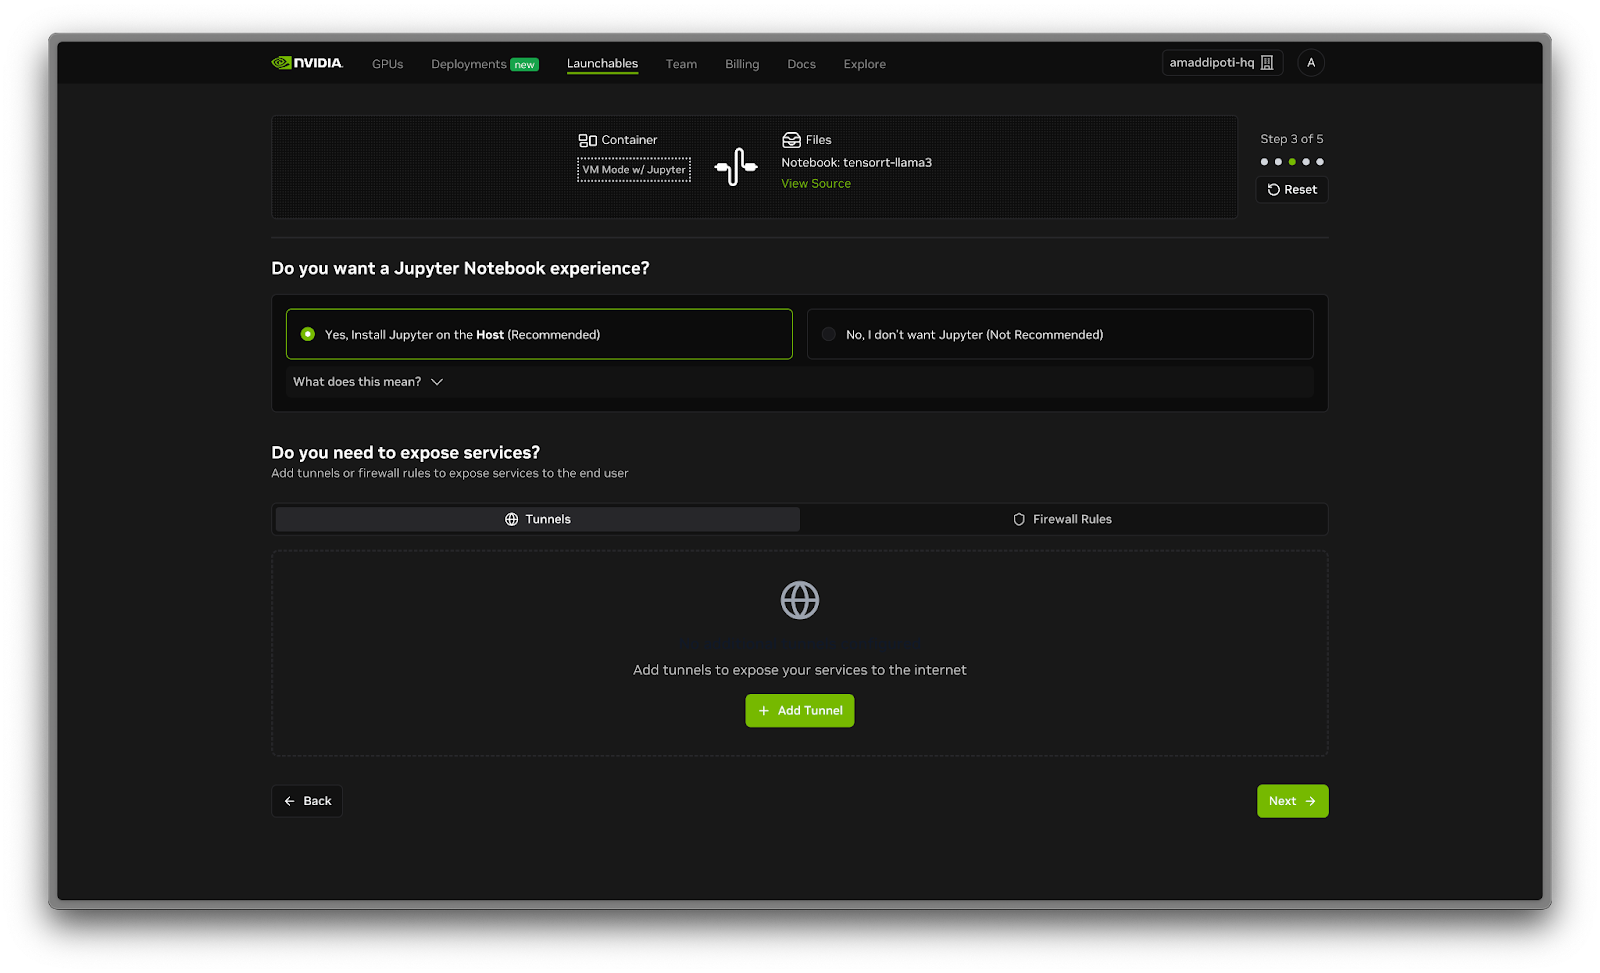 NVIDIA. GPUs Deployments new Launchables Team Billing Docs Explore amaddipoti-hq A
Container
VM Mode w/ Jupyter
Files
Notebook: tensorrt-llama3
View Source
Step 3 of 5
Reset
Do you want a Jupyter Notebook experience?
Yes, Install Jupyter on the Host (Recommended)
No, I don't want Jupyter (Not Recommended)
What does this mean?
Do you need to expose services?
Add tunnels or firewall rules to expose services to the end user
Tunnels
Firewall Rules
Add tunnels to expose your services to the internet
+ Add Tunnel
← Back
Next →